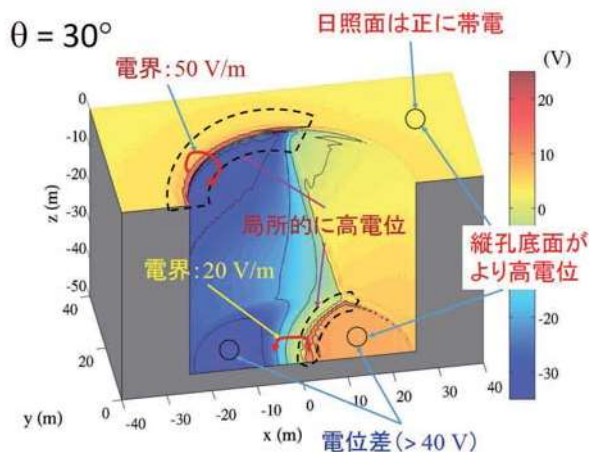 θ = 30°
日照面は正に帯電
電界：50 V/m
(V)
20
10
0
-10
-20
-30
0
-10
-20
-30
-40
-50
z (m)
局所的に高電位
電界：20 V/m
縦孔底面が
より高電位
40
20
0
y (m)
-40
-30
-20
-10
0
10
20
30
40
x (m)
電位差(> 40 V)